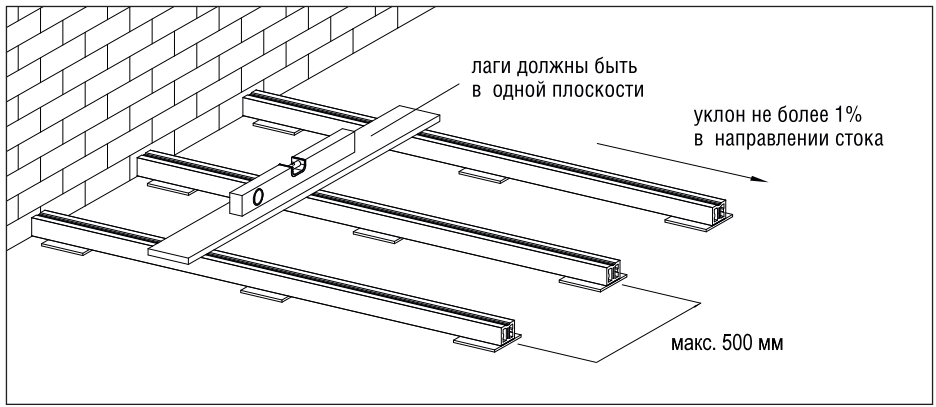 лаги должны быть
в одной плоскости
уклон не более 1%
в направлении стока
макс. 500 мм